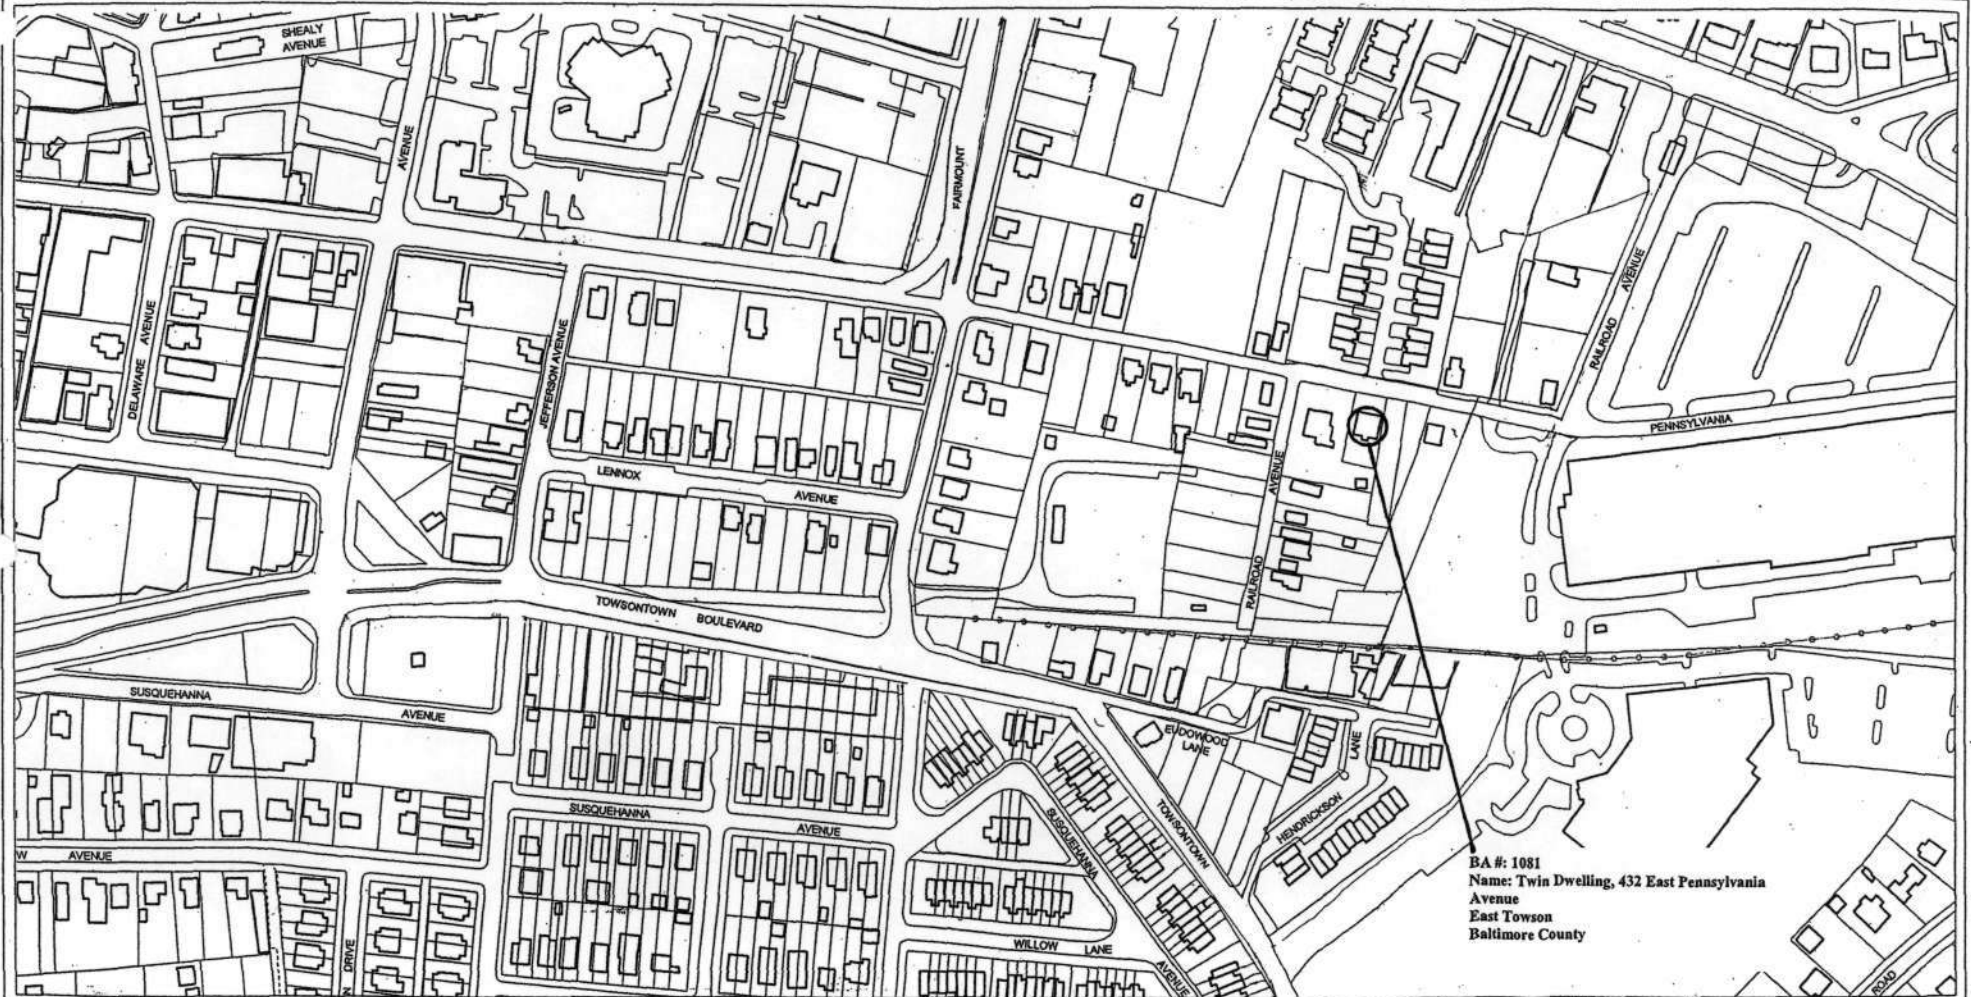 SHEALY
AVENUE
AVENUE
FAIRMOUNT
DELAWARE AVENUE
JEFFERSON AVENUE
RAILROAD AVENUE
PENNSYLVANIA
LENNOX AVENUE
RAILROAD AVENUE
TOWSONTOWN BOULEVARD
SUSQUEHANNA AVENUE
EUDOWOOD
LANE
LANE
HENDRICKSON
TOWSONTOWN
SUSQUEHANNA AVENUE
SUSQUEHANNA
AVENUE
W AVENUE
WILLOW LANE
DRIVE
ROAD
BA #: 1081
Name: Twin Dwelling, 432 East Pennsylvania
Avenue
East Towson
Baltimore County